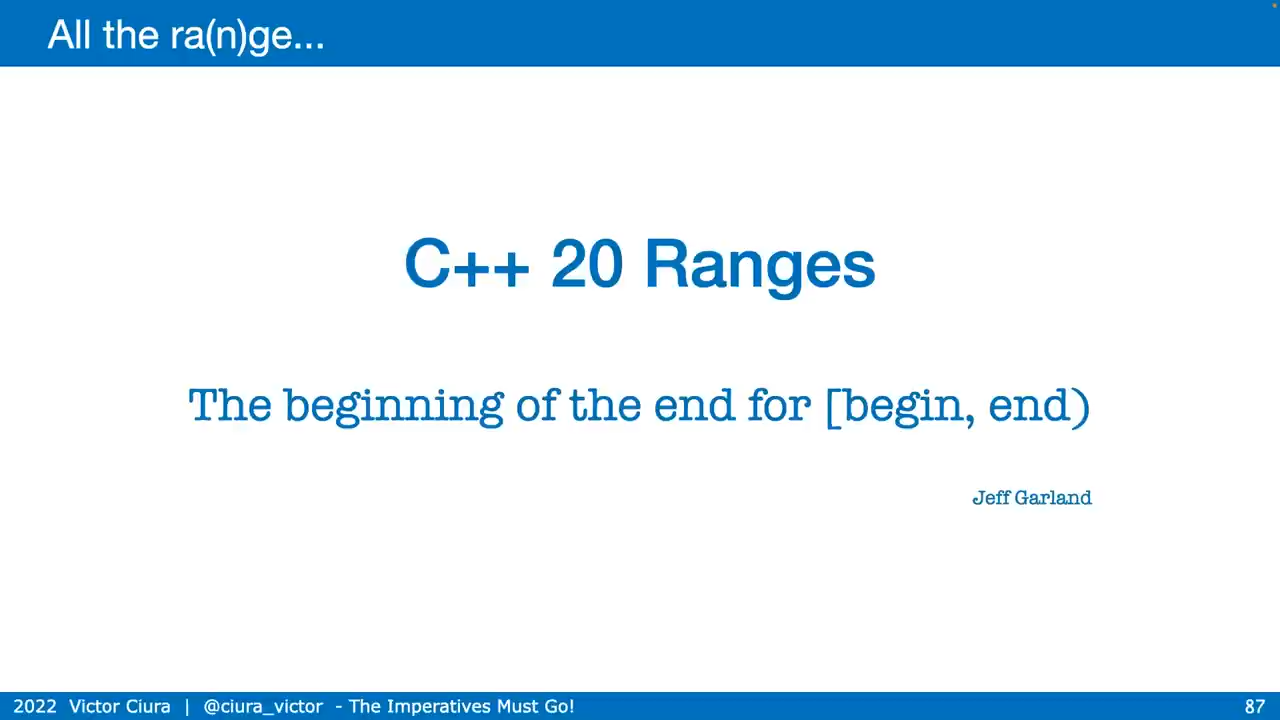 All the ra(n)ge...
C++ 20 Ranges
The beginning of the end for [begin, end)
Jeff Garland
2022 Victor Ciura | @ciura_victor - The Imperatives Must Go!
87